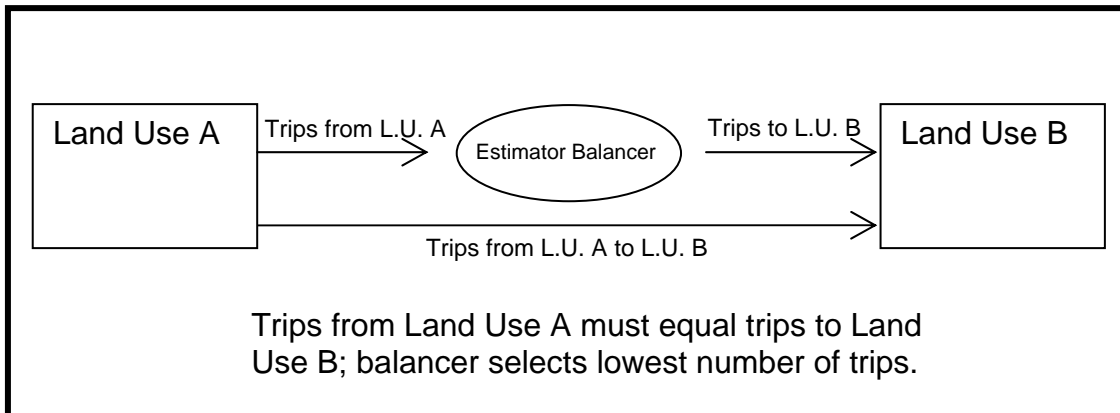 Land Use A
Trips from L.U. A
Estimator Balancer
Trips to L.U. B
Land Use B
Trips from L.U. A to L.U. B
Trips from Land Use A must equal trips to Land
Use B; balancer selects lowest number of trips.